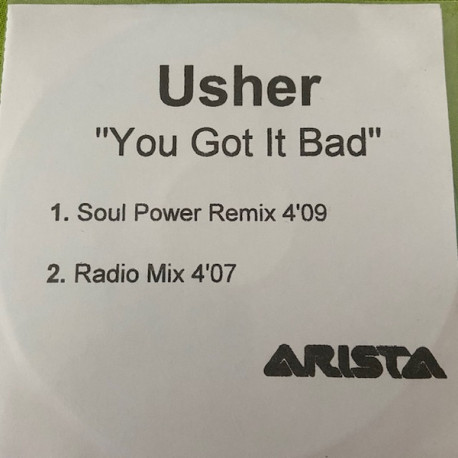 Usher
"You Got It Bad"
1. Soul Power Remix 4'09
2. Radio Mix 4'07
ARISTA